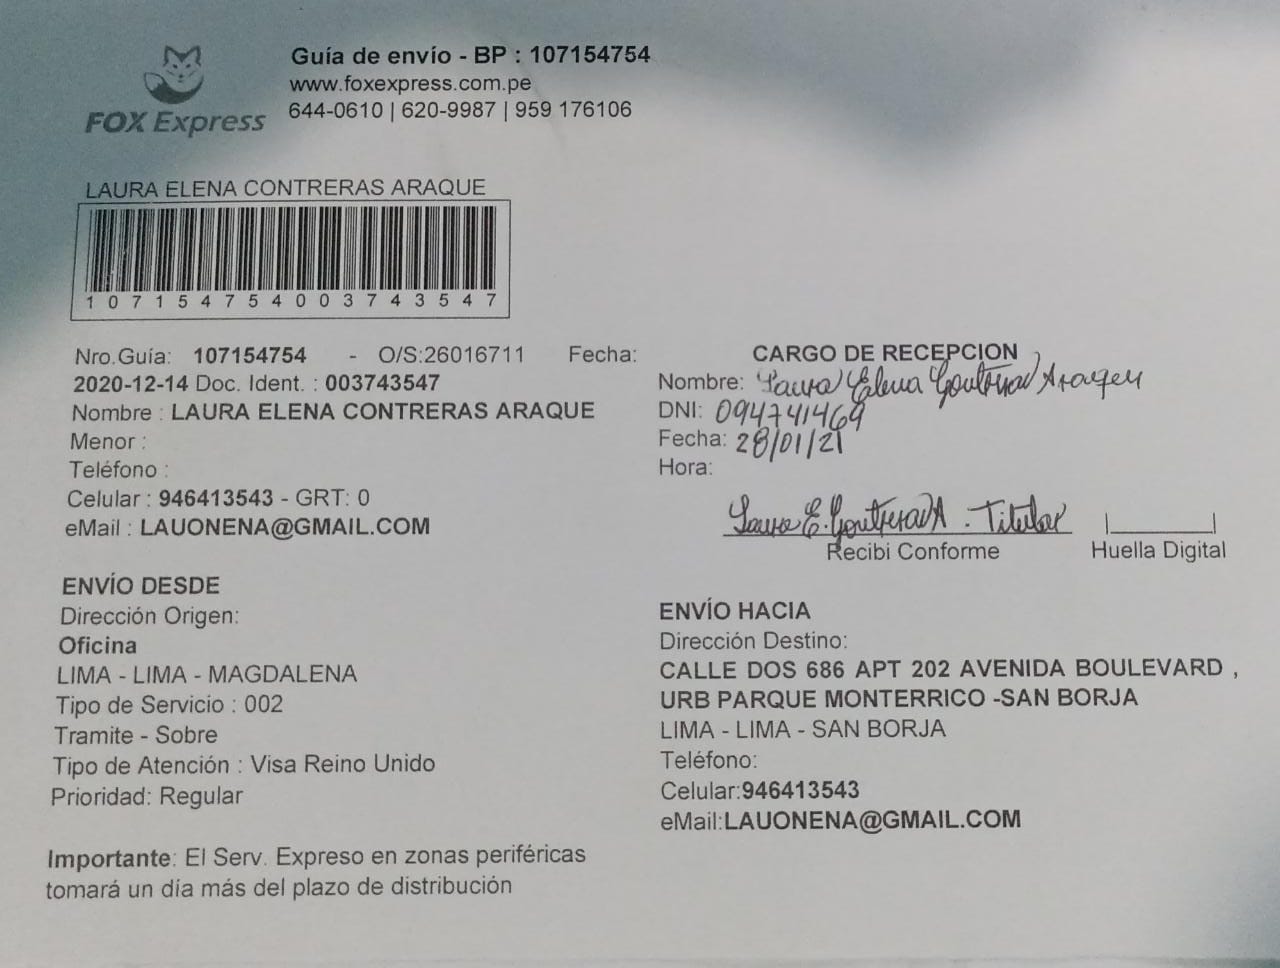 FOX Express
Guía de envío - BP : 107154754
www.foxexpress.com.pe
644-0610 | 620-9987 | 959 176106
LAURA ELENA CONTRERAS ARAQUE
107154754003743547
Nro.Guía: 107154754 - O/S:26016711 Fecha:
2020-12-14 Doc. Ident. : 003743547
Nombre : LAURA ELENA CONTRERAS ARAQUE
Menor :
Teléfono :
Celular : 946413543 - GRT: 0
eMail : LAUONENA@GMAIL.COM
CARGO DE RECEPCION
Nombre: Laura Elena Contreras Araque
DNI: 094741469
Fecha: 28/01/21
Hora:
Laura E. Contreras A. Titular
Recibi Conforme Huella Digital
ENVÍO DESDE
Dirección Origen:
Oficina
LIMA - LIMA - MAGDALENA
Tipo de Servicio : 002
Tramite - Sobre
Tipo de Atención : Visa Reino Unido
Prioridad: Regular
ENVÍO HACIA
Dirección Destino:
CALLE DOS 686 APT 202 AVENIDA BOULEVARD ,
URB PARQUE MONTERRICO -SAN BORJA
LIMA - LIMA - SAN BORJA
Teléfono:
Celular:946413543
eMail:LAUONENA@GMAIL.COM
Importante: El Serv. Expreso en zonas periféricas
tomará un día más del plazo de distribución